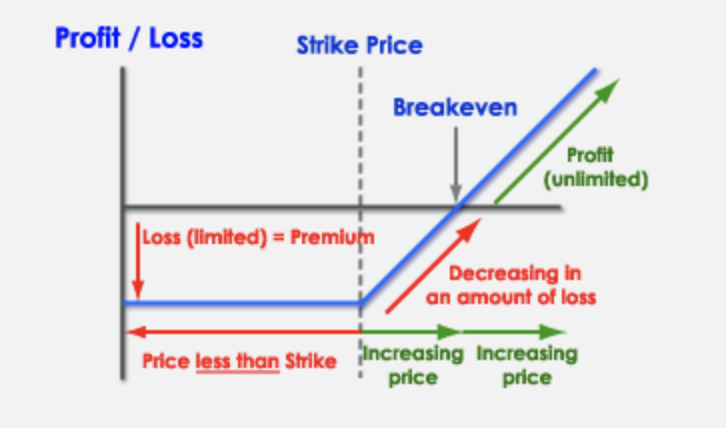 Profit / Loss
Strike Price
Breakeven
Profit
(unlimited)
Loss (limited) = Premium
Decreasing in
an amount of loss
Price less than Strike
Increasing
price
Increasing
price